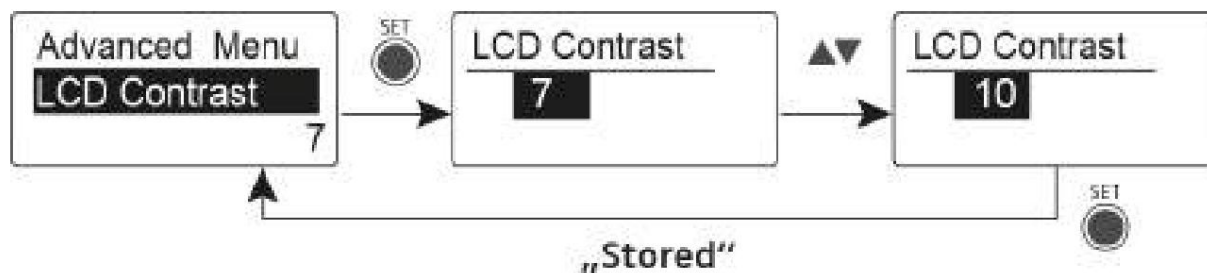 Advanced Menu
LCD Contrast
7
SET
LCD Contrast
7
▲▼
LCD Contrast
10
SET
„Stored“